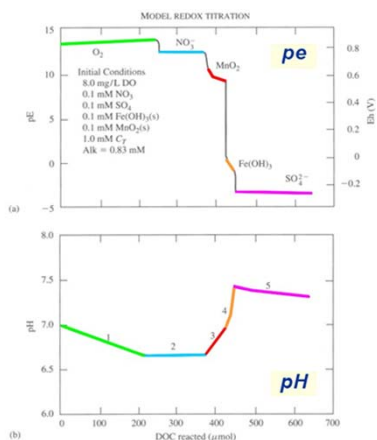 MODEL REDOX TITRATION
15
10
5
0
−5
pE
O₂
NO₃⁻
MnO₂
Fe(OH)₃
SO₄²⁻
pe
Initial Conditions
8.0 mg/L DO
0.1 mM NO₃
0.1 mM SO₄
0.1 mM Fe(OH)₃(s)
0.1 mM MnO₂(s)
1.0 mM C_T
Alk = 0.83 mM
0.8
0.6
0.4
0.2
0
−0.2
Eh (V)
(a)
8.0
7.5
7.0
6.5
6.0
pH
1
2
3
4
5
pH
0 100 200 300 400 500 600 700
DOC reacted (μmol)
(b)